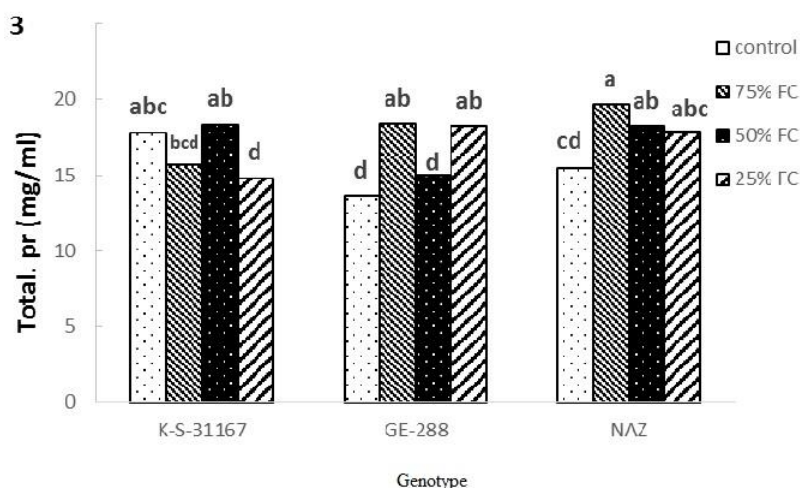 3
Total. pr (mg/ml)
20
15
10
5
0
abc
bcd
ab
d
d
ab
d
ab
cd
a
ab
abc
K-S-31167
GE-288
NAZ
Genotype
control
75% FC
50% FC
25% FC